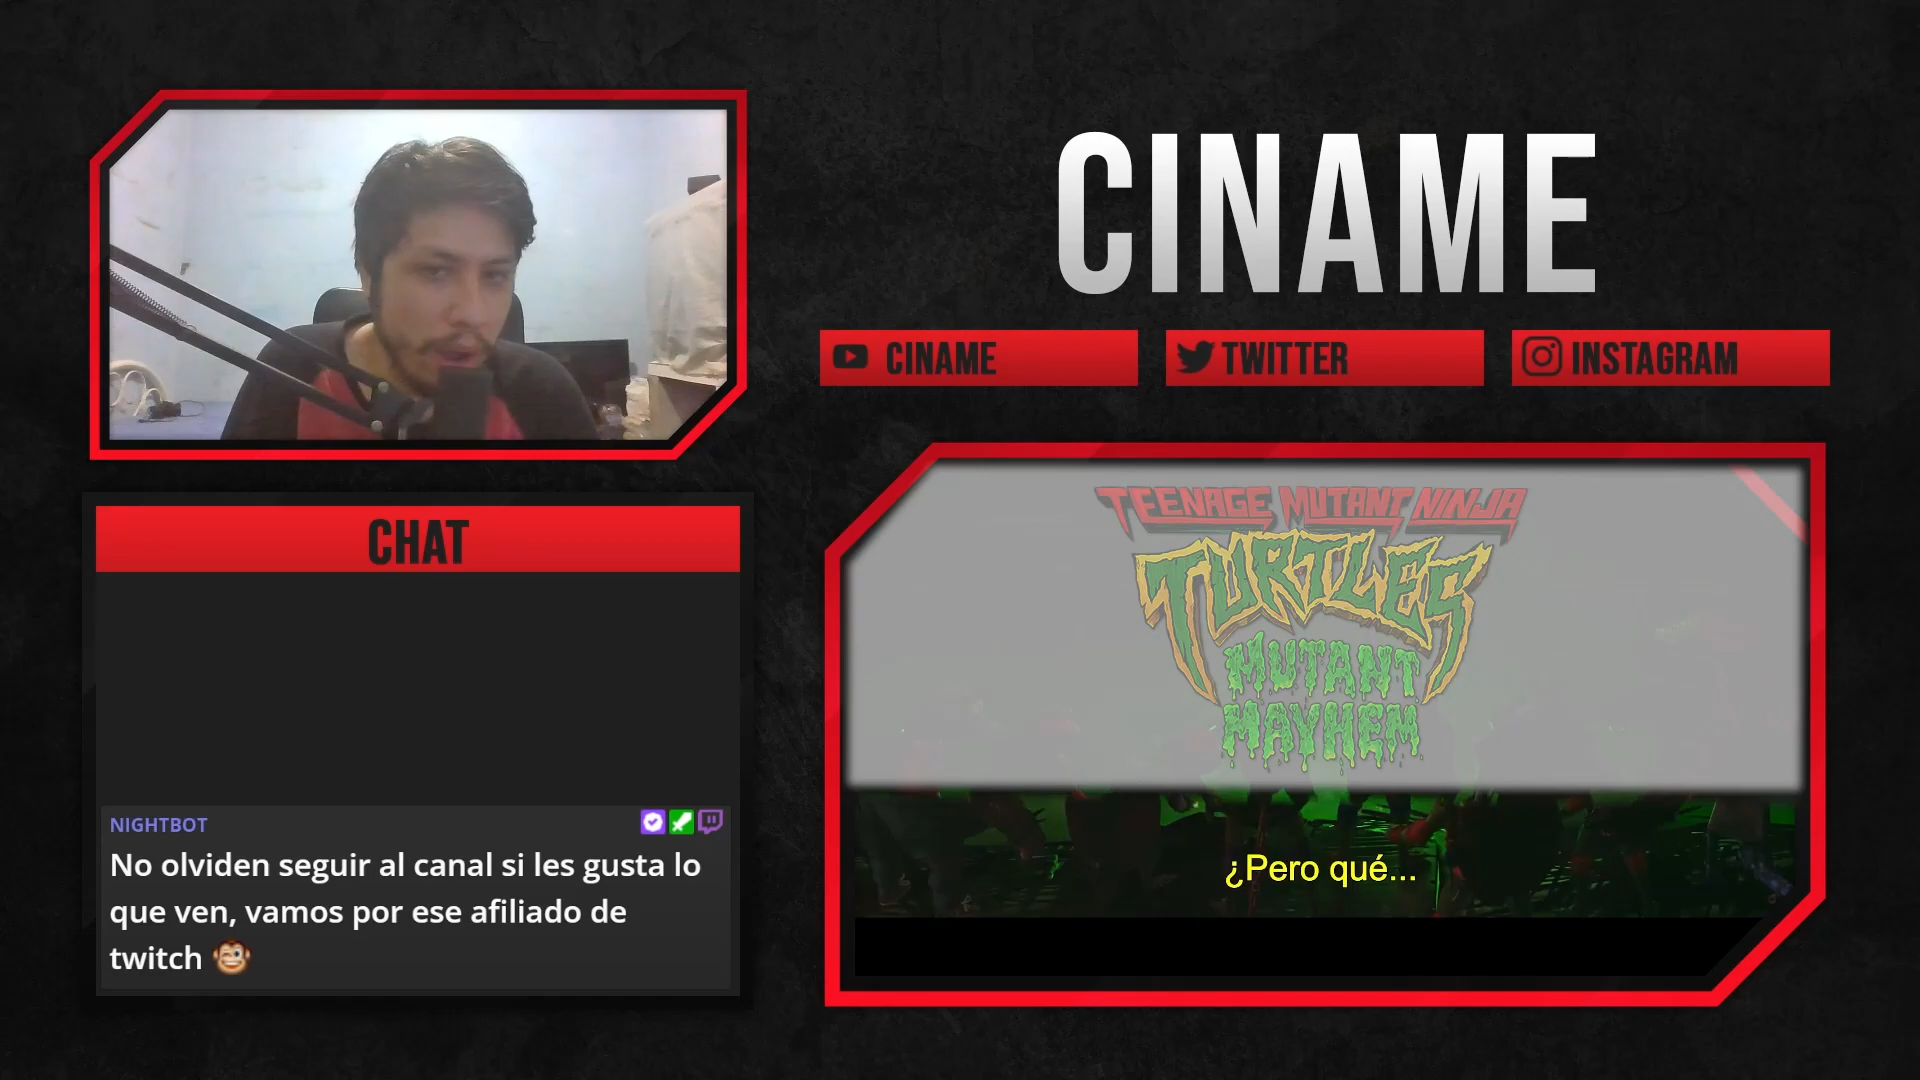 CINAME
CINAME
TWITTER
INSTAGRAM
CHAT
NIGHTBOT
No olviden seguir al canal si les gusta lo
que ven, vamos por ese afiliado de
twitch
TEENAGE MUTANT NINJA
TURTLES
MUTANT
MAYHEM
¿Pero qué...